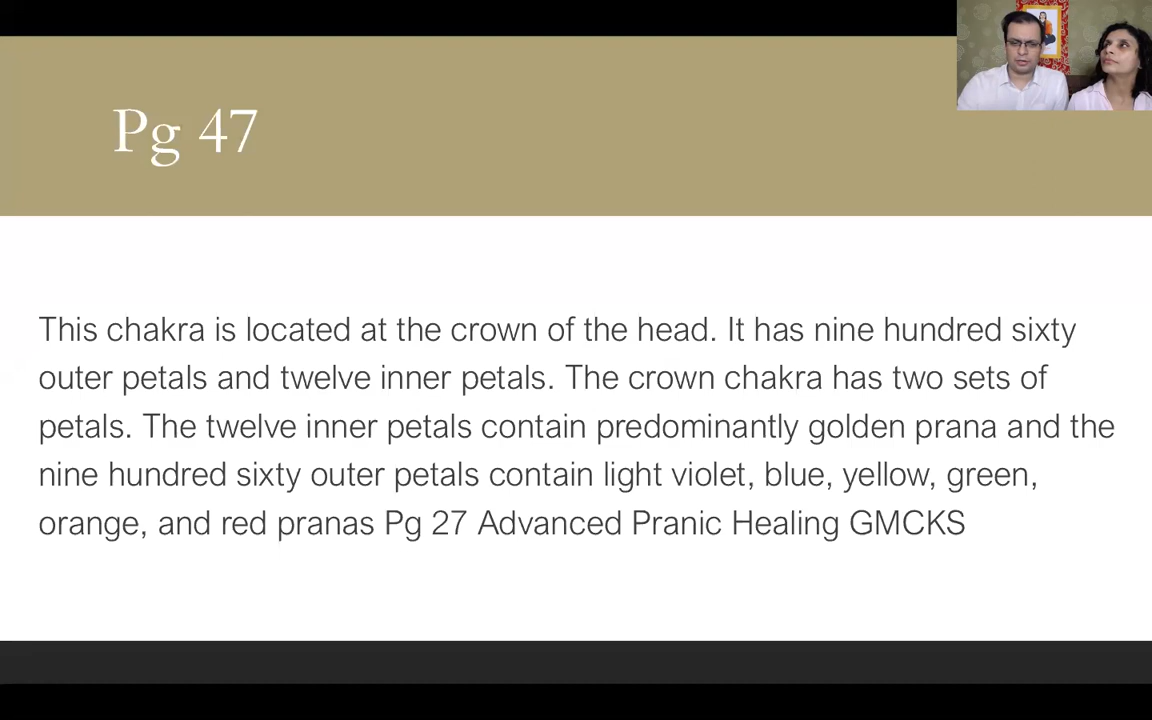 Pg 47
This chakra is located at the crown of the head. It has nine hundred sixty
outer petals and twelve inner petals. The crown chakra has two sets of
petals. The twelve inner petals contain predominantly golden prana and the
nine hundred sixty outer petals contain light violet, blue, yellow, green,
orange, and red pranas Pg 27 Advanced Pranic Healing GMCKS